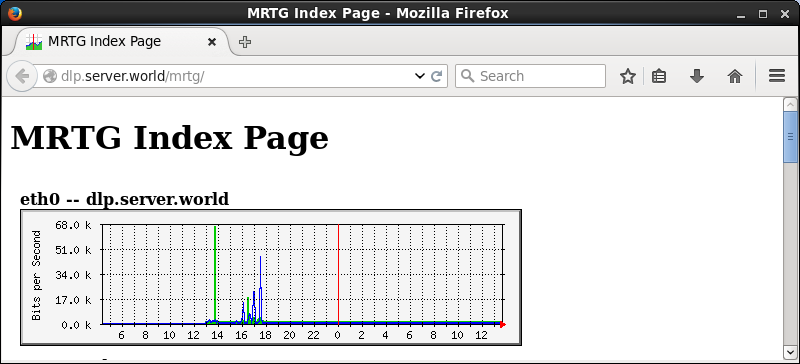 MRTG Index Page - Mozilla Firefox
MRTG Index Page
dlp.server.world/mrtg/
Search
MRTG Index Page
eth0 -- dlp.server.world
Bits per Second
68.0 k
51.0 k
34.0 k
17.0 k
0.0 k
6 8 10 12 14 16 18 20 22 0 2 4 6 8 10 12